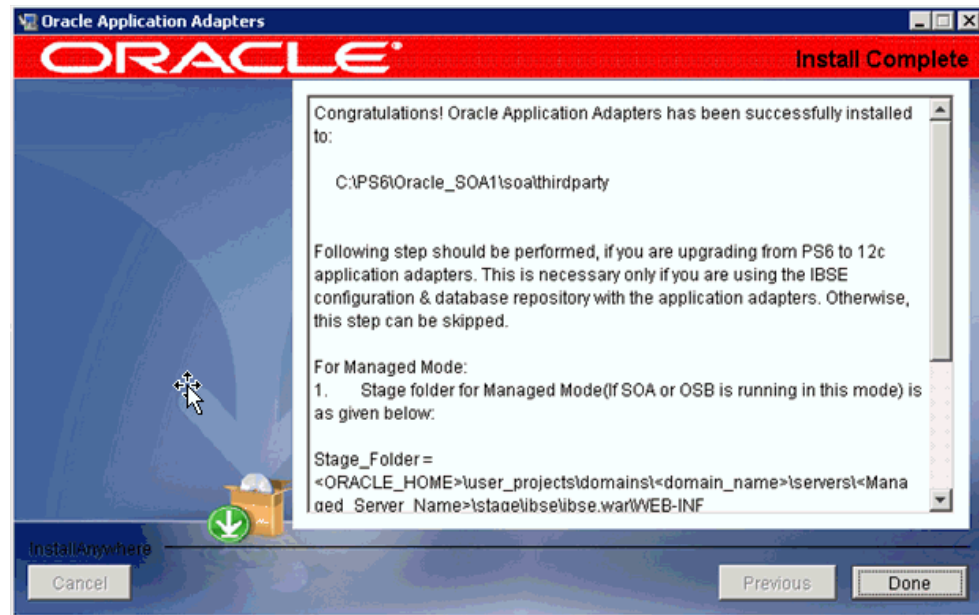 Oracle Application Adapters
ORACLE
Install Complete
Congratulations! Oracle Application Adapters has been successfully installed
to:
C:\PS6\Oracle_SOA1\soa\thirdparty
Following step should be performed, if you are upgrading from PS6 to 12c
application adapters. This is necessary only if you are using the IBSE
configuration & database repository with the application adapters. Otherwise,
this step can be skipped.
For Managed Mode:
1. Stage folder for Managed Mode(If SOA or OSB is running in this mode) is
as given below:
Stage_Folder =
<ORACLE_HOME>\user_projects\domains\<domain_name>\servers\<Mana
ged_Server_Name>\stage\ibse\ibse.war\WEB-INF
InstallAnywhere
Cancel
Previous
Done